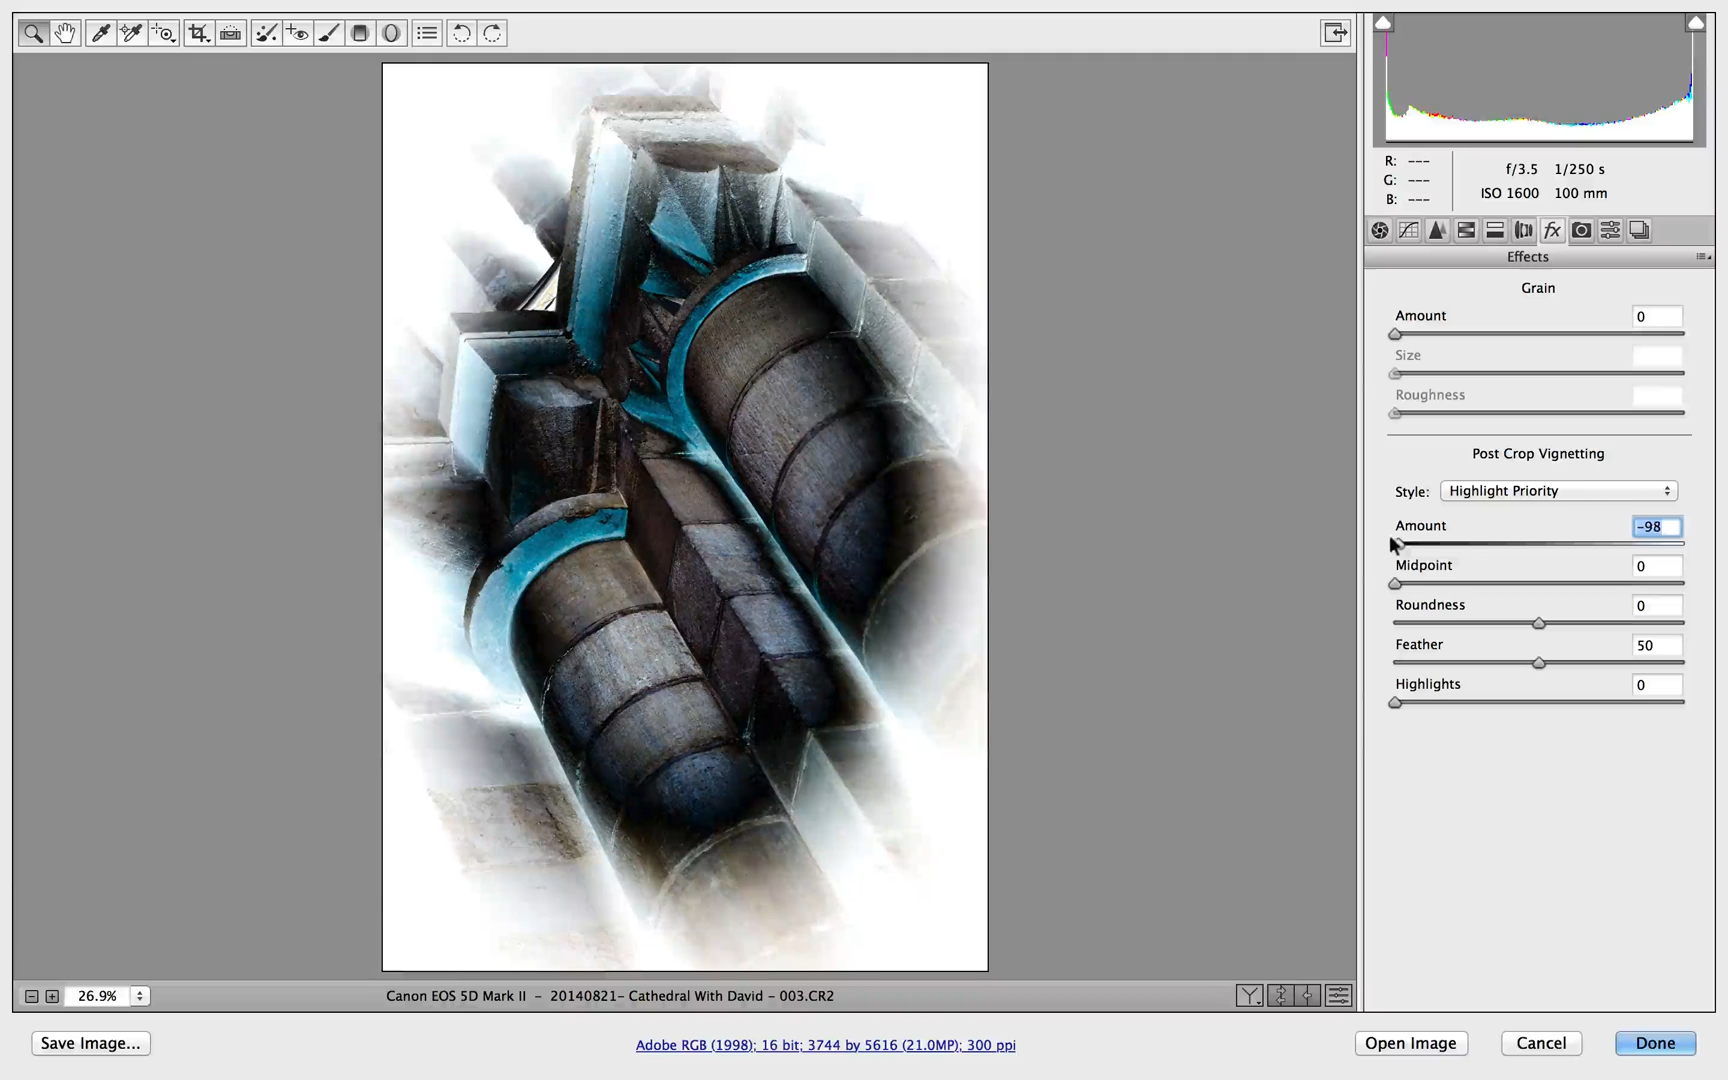 R: ---
G: ---
B: ---
f/3.5 1/250 s
ISO 1600 100 mm
fx
Effects
Grain
Amount 0
Size
Roughness
Post Crop Vignetting
Style: Highlight Priority
Amount -98
Midpoint 0
Roundness 0
Feather 50
Highlights 0
26.9%
Canon EOS 5D Mark II - 20140821- Cathedral With David - 003.CR2
Y
Save Image...
Adobe RGB (1998); 16 bit; 3744 by 5616 (21.0MP); 300 ppi
Open Image
Cancel
Done